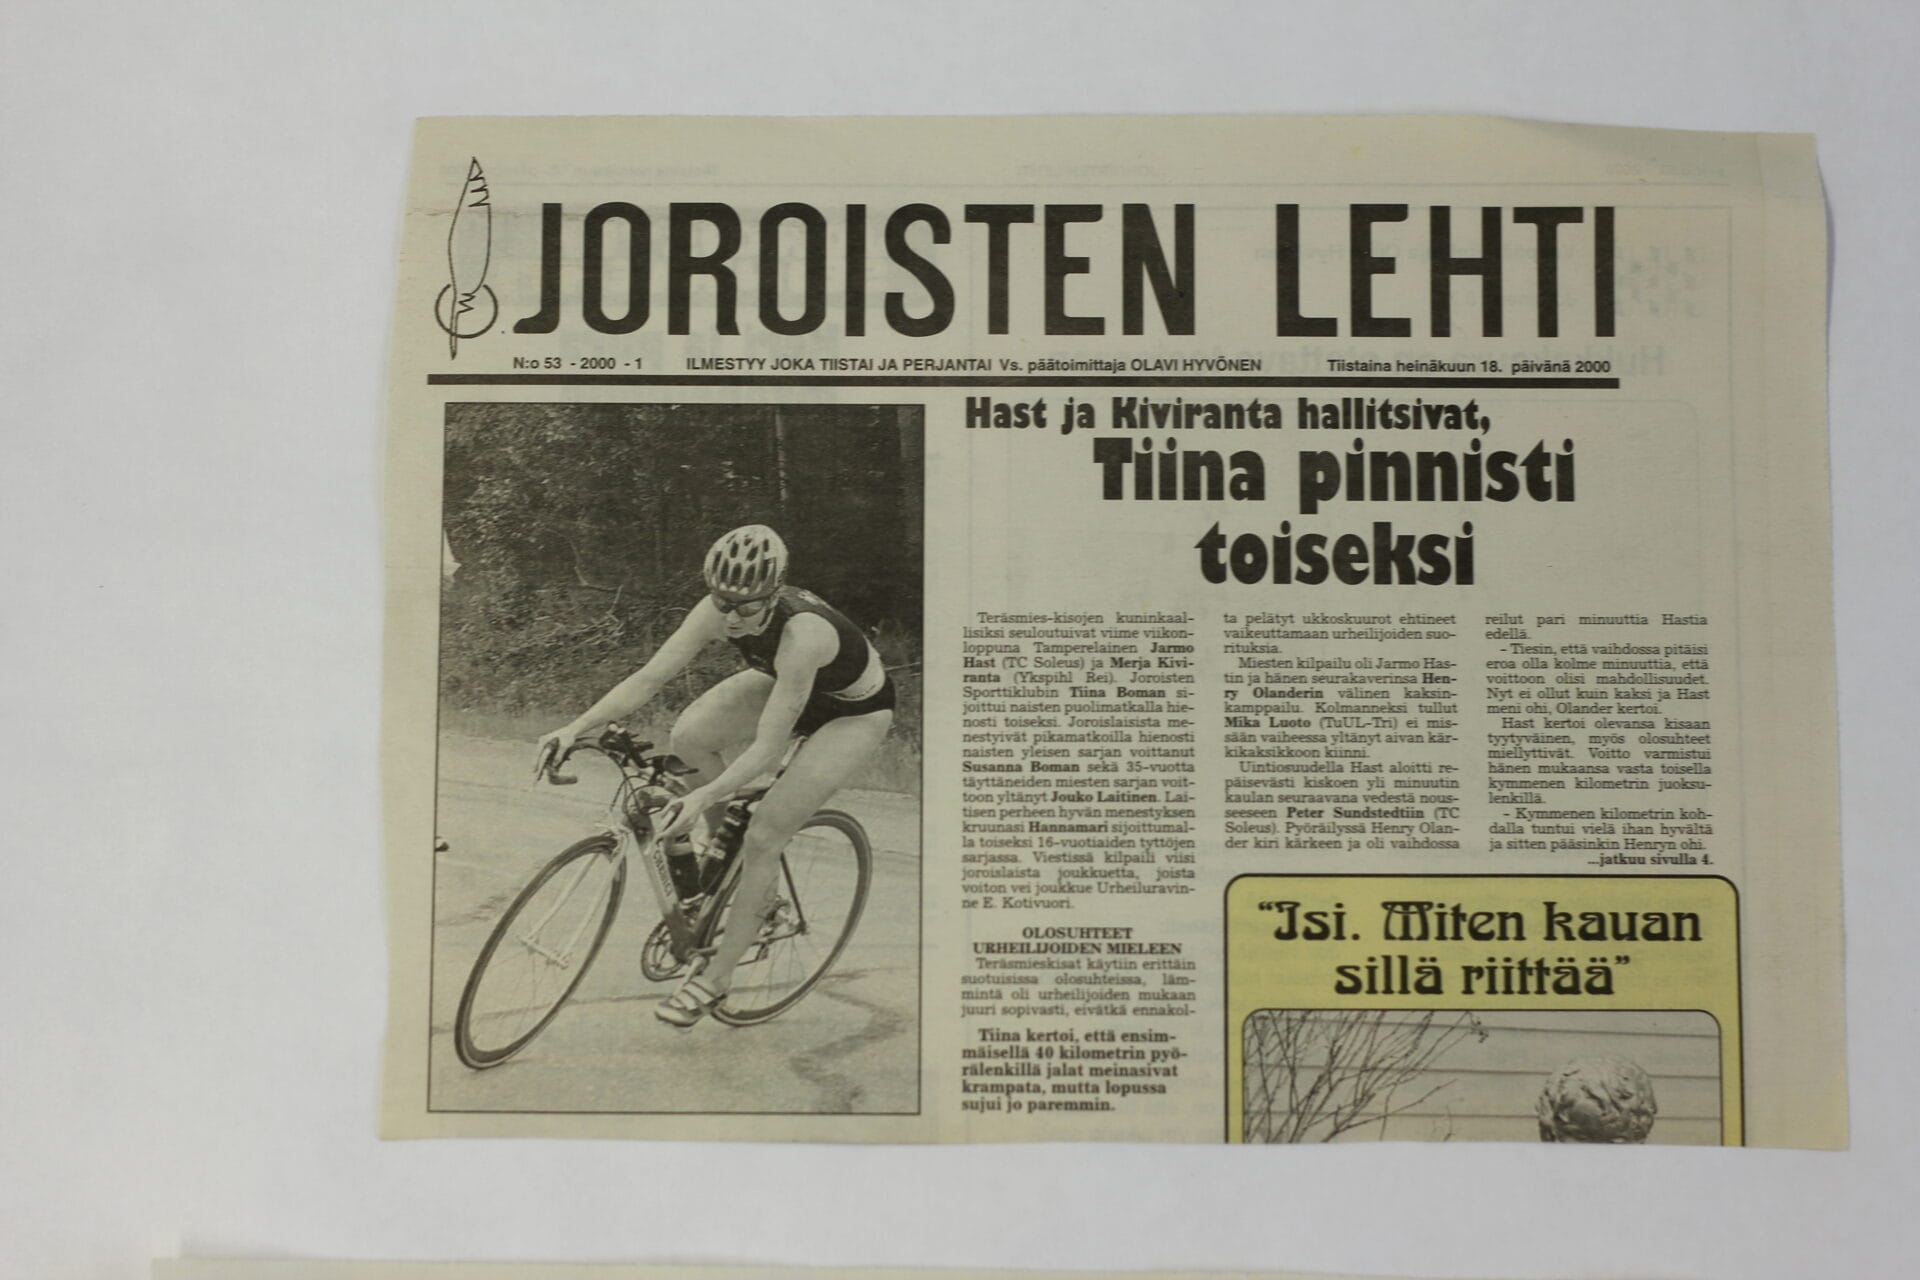 JOROISTEN LEHTI
N:o 53 - 2000 - 1 ILMESTYY JOKA TIISTAI JA PERJANTAI Vs. päätoimittaja OLAVI HYVÖNEN Tiistaina heinäkuun 18. päivänä 2000
Hast ja Kiviranta hallitsivat,
Tiina pinnisti
toiseksi
Teräsmies-kisojen kuninkaal-
lisiksi seuloutuivat viime viikon-
loppuna Tamperelainen Jarmo
Hast (TC Soleus) ja Merja Kivi-
ranta (Ykspihl Rei). Joroisten
Sporttiklubin Tiina Boman si-
joittui naisten puolimatkalla hie-
nosti toiseksi. Joroislaisista me-
nestyivät pikamatkoilla hienosti
naisten yleisen sarjan voittanut
Susanna Boman sekä 35-vuotta
täyttäneiden miesten sarjan voit-
toon yltänyt Jouko Laitinen. Lai-
tisen perheen hyvän menestyksen
kruunasi Hannamari sijoittumal-
la toiseksi 16-vuotiaiden tyttöjen
sarjassa. Viestissä kilpaili viisi
joroislaista joukkuetta, joista
voiton vei joukkue Urheiluravin-
ne E. Kotivuori.
OLOSUHTEET
URHEILIJOIDEN MIELEEN
Teräsmieskisat käytiin erittäin
suotuisissa olosuhteissa, läm-
mintä oli urheilijoiden mukaan
juuri sopivasti, eivätkä ennakol-
Tiina kertoi, että ensim-
mäisellä 40 kilometrin pyö-
rälenkillä jalat meinasivat
krampata, mutta lopussa
sujui jo paremmin.
ta pelätyt ukkoskuurot ehtineet
vaikeuttamaan urheilijoiden suo-
rituksia.
Miesten kilpailu oli Jarmo Has-
tin ja hänen seurakaverinsa Hen-
ry Olanderin välinen kaksin-
kamppailu. Kolmanneksi tullut
Mika Luoto (TuUL-Tri) ei mis-
sään vaiheessa yltänyt aivan kär-
kikaksikkoon kiinni.
Uintiosuudella Hast aloitti re-
päisevästi kiskoen yli minuutin
kaulan seuraavana vedestä nous-
seeseen Peter Sundstedtiin (TC
Soleus). Pyöräilyssä Henry Olan-
der kiri kärkeen ja oli vaihdossa
reilut pari minuuttia Hastia
edellä.
- Tiesin, että vaihdossa pitäisi
eroa olla kolme minuuttia, että
voittoon olisi mahdollisuudet.
Nyt ei ollut kuin kaksi ja Hast
meni ohi, Olander kertoi.
Hast kertoi olevansa kisaan
tyytyväinen, myös olosuhteet
miellyttivät. Voitto varmistui
hänen mukaansa vasta toisella
kymmenen kilometrin juoksu-
lenkillä.
- Kymmenen kilometrin koh-
dalla tuntui vielä ihan hyvältä
ja sitten pääsinkin Henryn ohi.
...jatkuu sivulla 4.
"Isi. Miten kauan
sillä riittää"